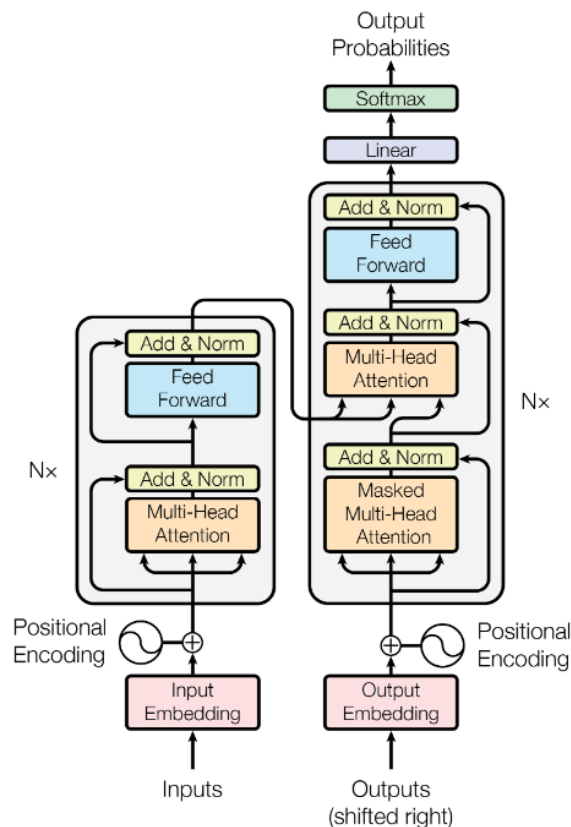 Output
Probabilities
Softmax
Linear
Add & Norm
Feed
Forward
Add & Norm
Multi-Head
Attention
Add & Norm
Masked
Multi-Head
Attention
N×
Add & Norm
Feed
Forward
N×
Add & Norm
Multi-Head
Attention
Positional
Encoding
Positional
Encoding
Input
Embedding
Output
Embedding
Inputs
Outputs
(shifted right)